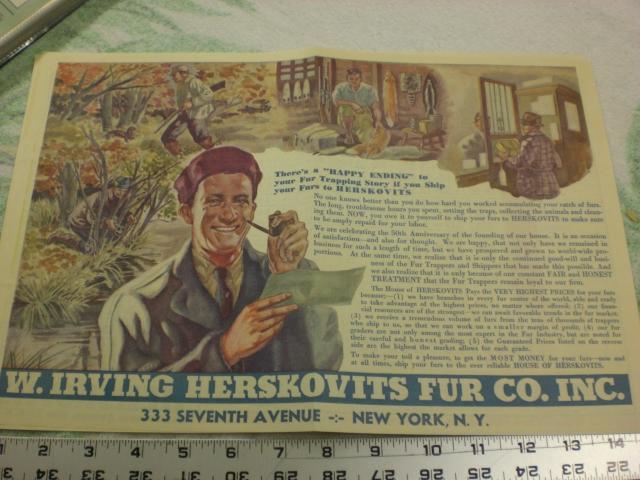 There's a "HAPPY ENDING" to
your Fur Trapping Story if you Ship
your Furs to HERSKOVITS
No one knows better than you do how hard you worked accumulating your catch of furs.
The long, troublesome hours you spent, setting the traps, collecting the animals and clean-
ing them. NOW, you owe it to yourself to ship your furs to HERSKOVITS to make sure
to be amply repaid for your labor.
We are celebrating the 50th Anniversary of the founding of our house. It is an occasion
of satisfaction—and also for thought. We are happy, that not only have we remained in
business for such a length of time, but we have prospered and grown to world-wide pro-
portions. At the same time, we realize that it is only the continued good-will and busi-
ness of the Fur Trappers and Shippers that has made this possible. And
we also realize that it is only because of our constant FAIR and HONEST
TREATMENT that the Fur Trappers remain loyal to our firm.
The House of HERSKOVITS Pays the VERY HIGHEST PRICES for your furs
because:—(1) we have branches in every fur center of the world, able and ready
to take advantage of the highest prices, no matter where offered; (2) our finan-
cial resources are of the strongest—we can await favorable trends in the fur market;
(3) we receive a tremendous volume of furs from the tens of thousands of trappers
who ship to us, so that we can work on a smaller margin of profit; (4) our fur
graders are not only among the most expert in the Fur Industry, but are noted for
their careful and honest grading; (5) the Guaranteed Prices listed on the reverse
side are the highest the market allows for each grade.
To make your toil a pleasure, to get the MOST MONEY for your furs—now and
at all times, ship your furs to the ever reliable HOUSE OF HERSKOVITS.
W. IRVING HERSKOVITS FUR CO. INC.
333 SEVENTH AVENUE -:- NEW YORK, N. Y.
1 2 3 4 5 6 7 8 9 10 11 12 13 14